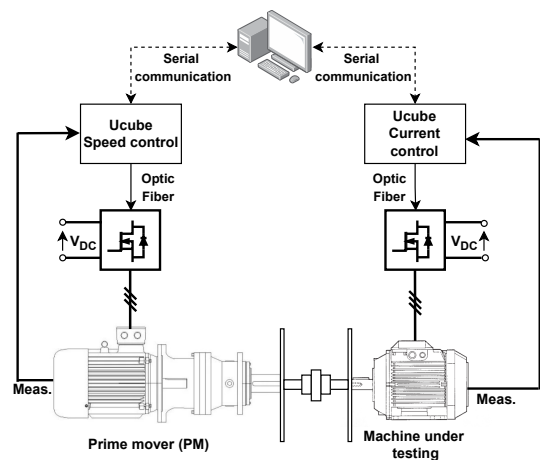 Serial
communication
Serial
communication
Ucube
Speed control
Ucube
Current
control
Optic
Fiber
Optic
Fiber
VDC
VDC
Meas.
Meas.
Prime mover (PM)
Machine under
testing